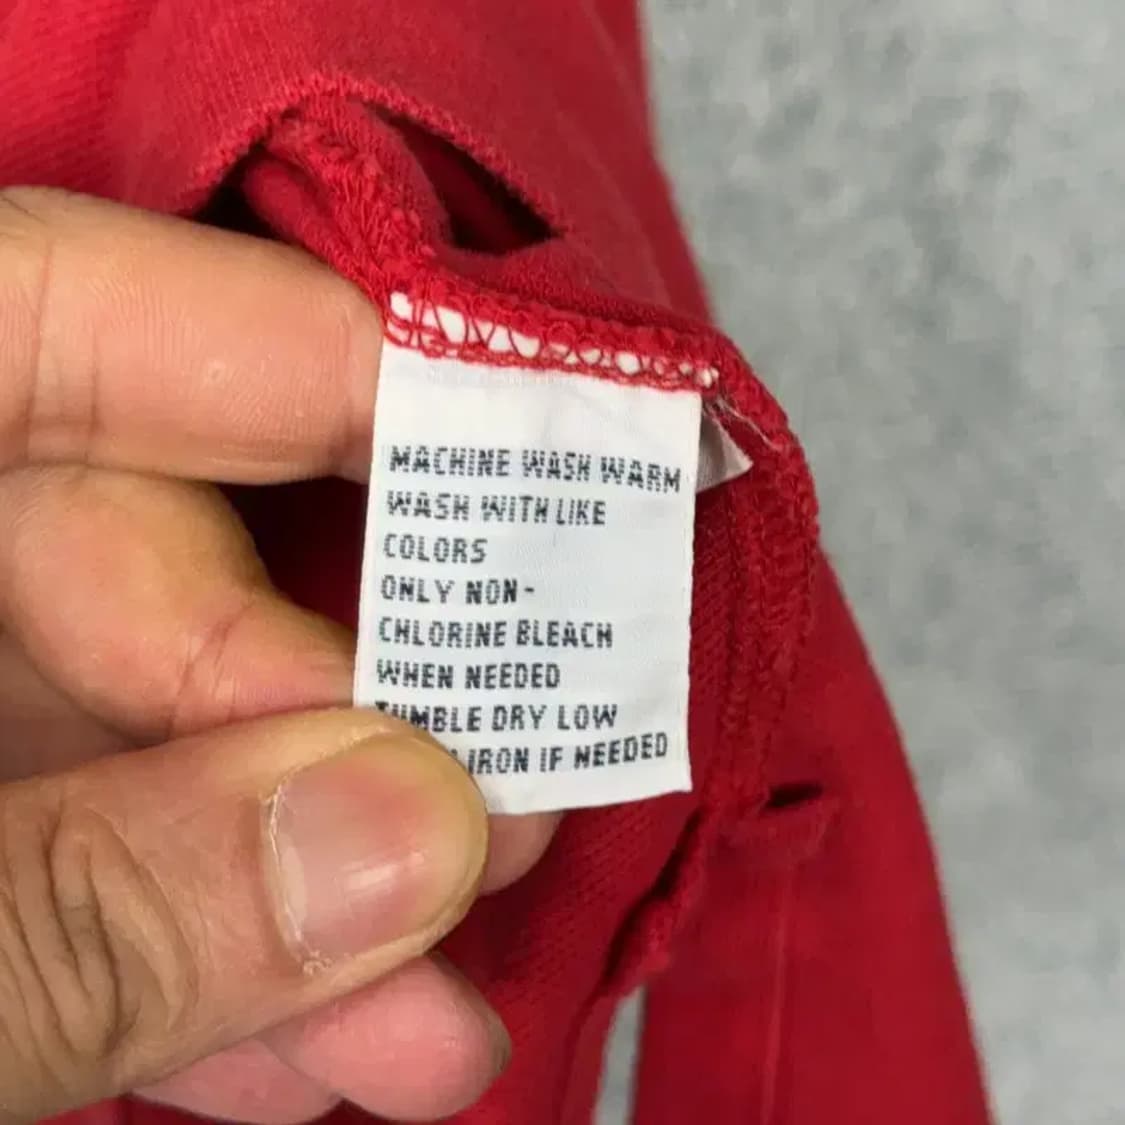 MACHINE WASH WARM
WASH WITH LIKE
COLORS
ONLY NON-
CHLORINE BLEACH
WHEN NEEDED
TUMBLE DRY LOW
IRON IF NEEDED